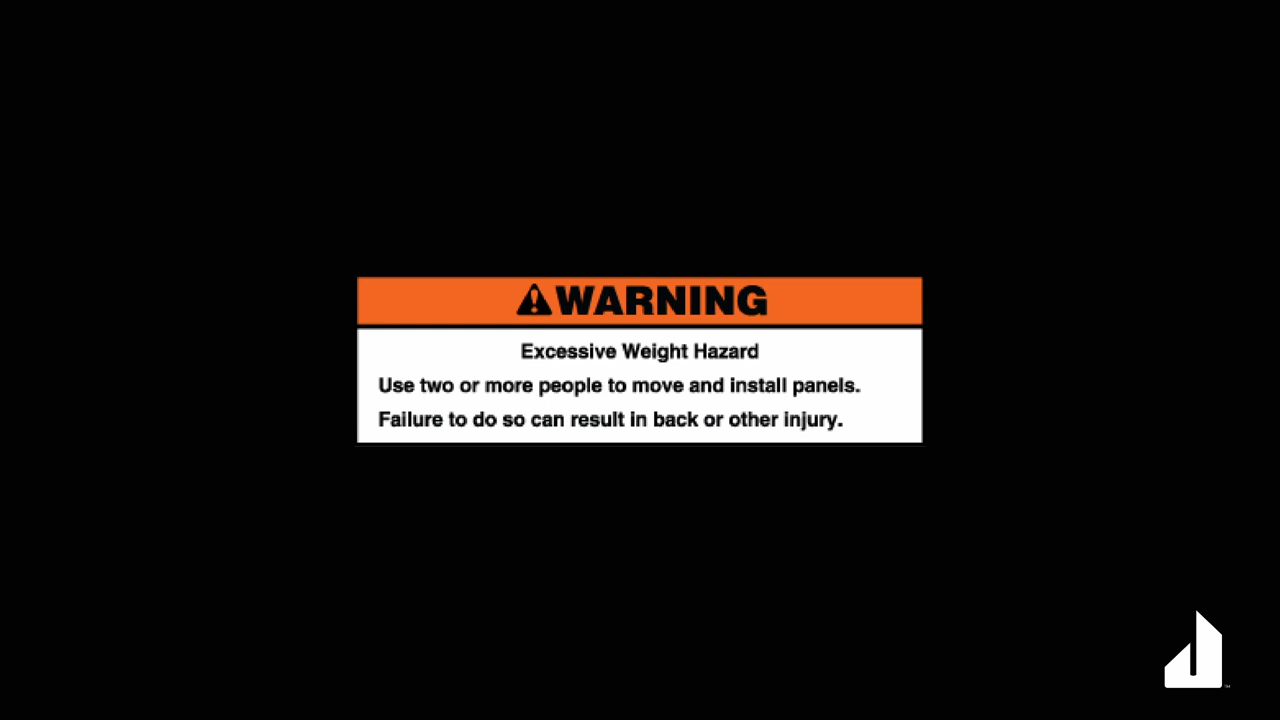 WARNING
Excessive Weight Hazard
Use two or more people to move and install panels.
Failure to do so can result in back or other injury.